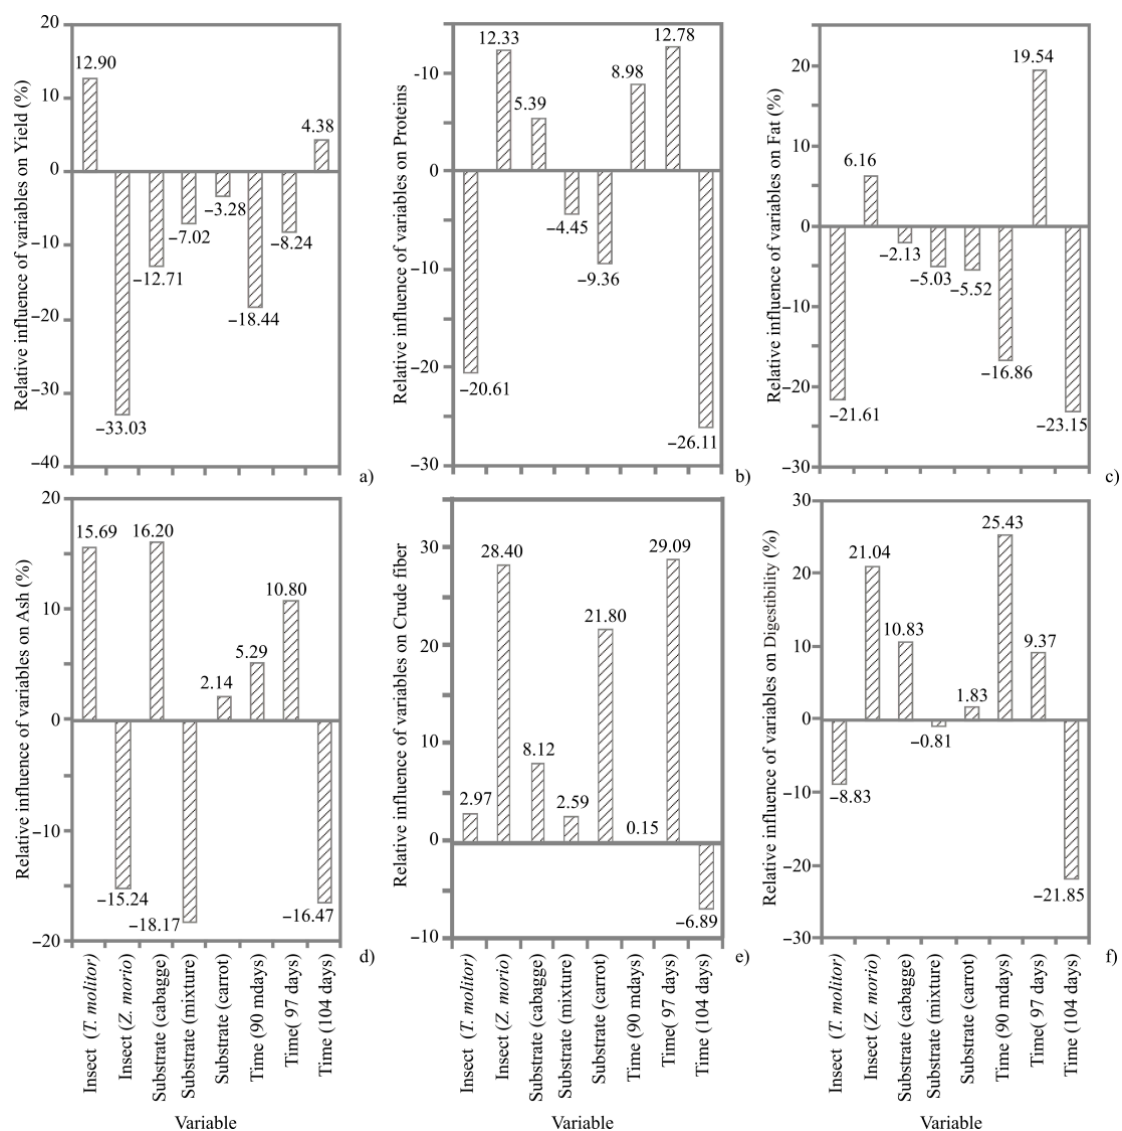 Relative influence of variables on Yield (%)
20
10
0
−10
−20
−30
−40
12.90
−33.03
−12.71
−7.02
−3.28
−18.44
−8.24
4.38
a)
Relative influence of variables on Proteins
-10
0
−10
−20
−30
−20.61
12.33
5.39
−4.45
−9.36
8.98
12.78
−26.11
b)
Relative influence of variables on Fat (%)
20
10
0
−10
−20
−30
−21.61
6.16
−2.13
−5.03
−5.52
−16.86
19.54
−23.15
c)
Relative influence of variables on Ash (%)
20
10
0
−10
−20
15.69
−15.24
16.20
−18.17
2.14
5.29
10.80
−16.47
d)
Insect (T. molitor)
Insect (Z. morio)
Substrate (cabagge)
Substrate (mixture)
Substrate (carrot)
Time (90 mdays)
Time( 97 days)
Time (104 days)
Variable
Relative influence of variables on Crude fiber
30
20
10
0
−10
2.97
28.40
8.12
2.59
21.80
0.15
29.09
−6.89
e)
Insect (T. molitor)
Insect (Z. morio)
Substrate (cabagge)
Substrate (mixture)
Substrate (carrot)
Time (90 mdays)
Time( 97 days)
Time (104 days)
Variable
Relative influence of variables on Digestibility (%)
30
20
10
0
−10
−20
−30
−8.83
21.04
10.83
−0.81
1.83
25.43
9.37
−21.85
f)
Insect (T. molitor)
Insect (Z. morio)
Substrate (cabagge)
Substrate (mixture)
Substrate (carrot)
Time (90 mdays)
Time( 97 days)
Time (104 days)
Variable